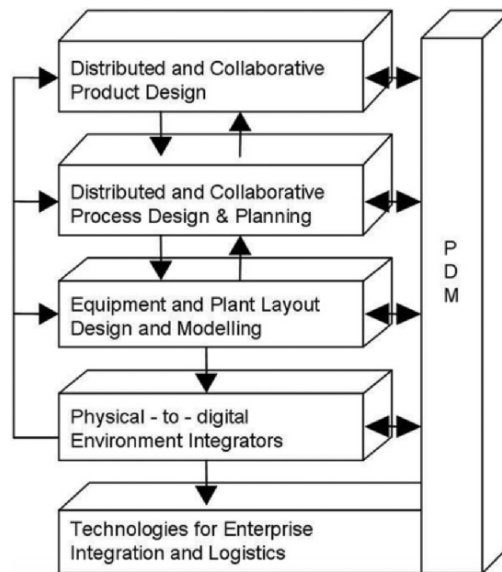 Distributed and Collaborative
Product Design
Distributed and Collaborative
Process Design & Planning
Equipment and Plant Layout
Design and Modelling
Physical - to - digital
Environment Integrators
Technologies for Enterprise
Integration and Logistics
P
D
M